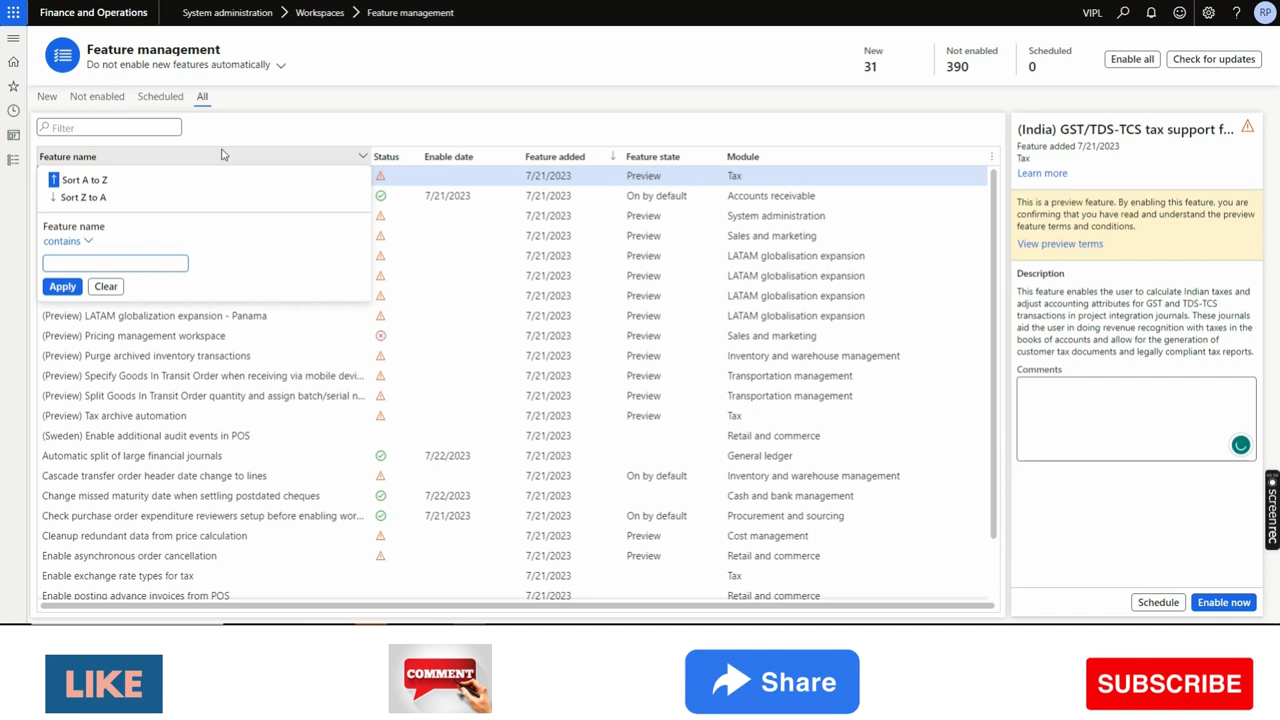 Finance and Operations System administration Workspaces Feature management VIPL ? RP
Feature management
Do not enable new features automatically
New
31
Not enabled
390
Scheduled
0
Enable all Check for updates
New Not enabled Scheduled All
Filter
Feature name Status Enable date Feature added Feature state Module
Sort A to Z
Sort Z to A
Feature name
contains
Apply Clear
7/21/2023 Preview Tax
7/21/2023 7/21/2023 On by default Accounts receivable
7/21/2023 Preview System administration
7/21/2023 Preview Sales and marketing
7/21/2023 Preview LATAM globalisation expansion
7/21/2023 Preview LATAM globalisation expansion
7/21/2023 Preview LATAM globalisation expansion
(Preview) LATAM globalization expansion - Panama 7/21/2023 Preview LATAM globalisation expansion
(Preview) Pricing management workspace 7/21/2023 Preview Sales and marketing
(Preview) Purge archived inventory transactions 7/21/2023 Preview Inventory and warehouse management
(Preview) Specify Goods In Transit Order when receiving via mobile devi... 7/21/2023 Preview Transportation management
(Preview) Split Goods In Transit Order quantity and assign batch/serial n... 7/21/2023 Preview Transportation management
(Preview) Tax archive automation 7/21/2023 Preview Tax
(Sweden) Enable additional audit events in POS 7/21/2023 Retail and commerce
Automatic split of large financial journals 7/22/2023 7/21/2023 General ledger
Cascade transfer order header date change to lines 7/21/2023 On by default Inventory and warehouse management
Change missed maturity date when settling postdated cheques 7/22/2023 7/21/2023 Cash and bank management
Check purchase order expenditure reviewers setup before enabling wor... 7/21/2023 7/21/2023 On by default Procurement and sourcing
Cleanup redundant data from price calculation 7/21/2023 Preview Cost management
Enable asynchronous order cancellation 7/21/2023 Preview Retail and commerce
Enable exchange rate types for tax 7/21/2023 Tax
Enable posting advance invoices from POS 7/21/2023 Retail and commerce
(India) GST/TDS-TCS tax support f...
Feature added 7/21/2023
Tax
Learn more
This is a preview feature. By enabling this feature, you are
confirming that you have read and understand the preview
feature terms and conditions.
View preview terms
Description
This feature enables the user to calculate Indian taxes and
adjust accounting attributes for GST and TDS-TCS
transactions in project integration journals. These journals
aid the user in doing revenue recognition with taxes in the
books of accounts and allow for the generation of
customer tax documents and legally compliant tax reports.
Comments
Schedule Enable now
screenrec
LIKE
COMMENT
Share
SUBSCRIBE